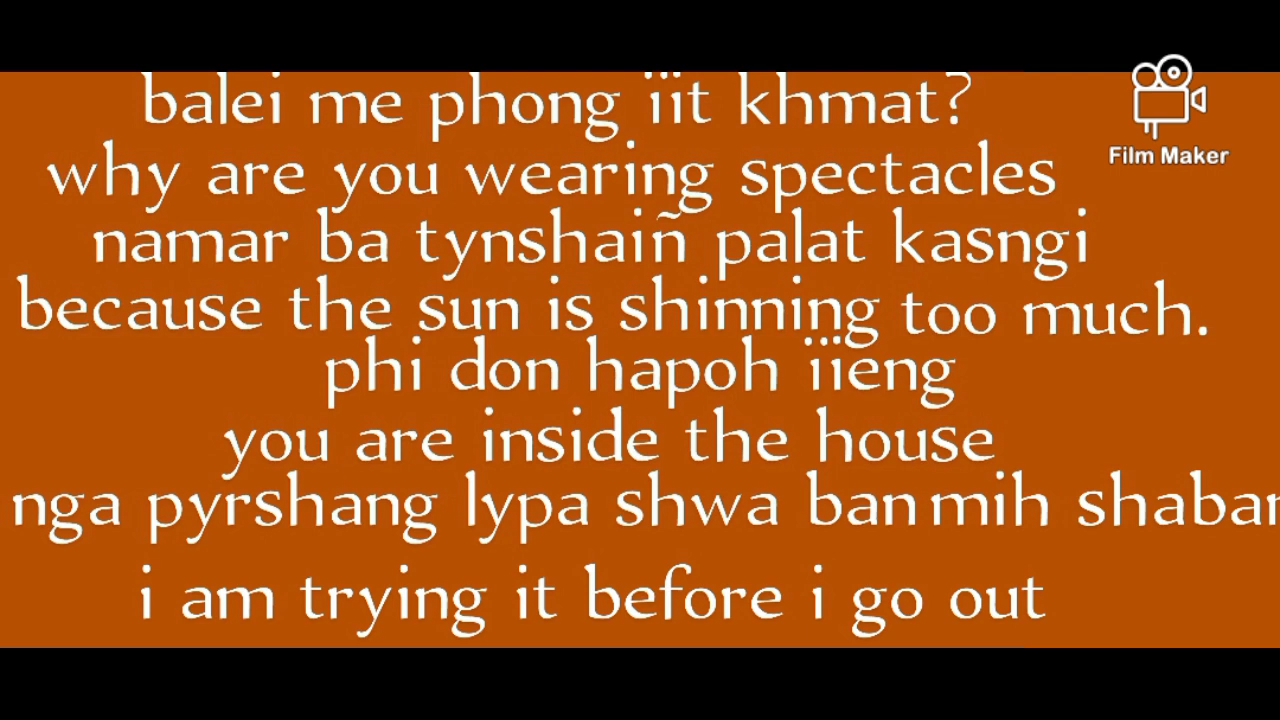 balei me phong ïit khmat?
why are you wearing spectacles
namar ba tynshaiñ palat kasngi
because the sun is shinning too much.
phi don hapoh ïieng
you are inside the house
nga pyrshang lypa shwa ban mih shabar
i am trying it before i go out
Film Maker